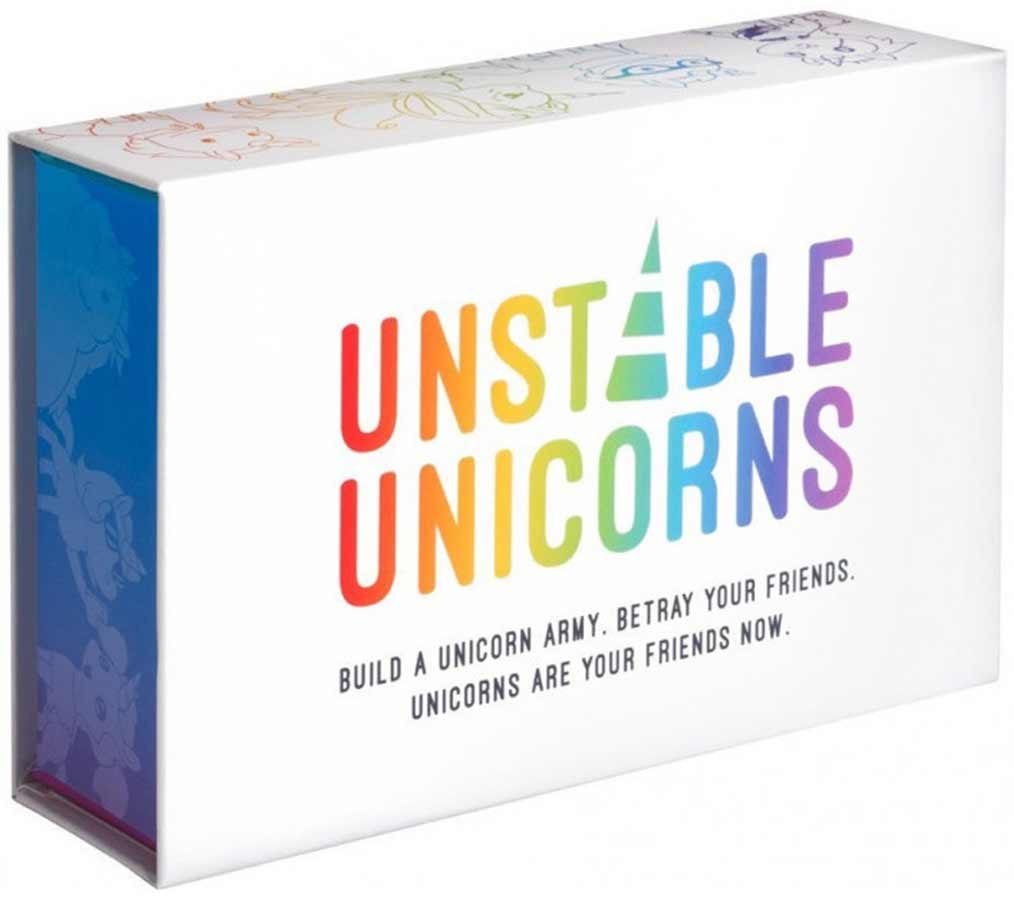 UNSTABLE
UNICORNS
BUILD A UNICORN ARMY. BETRAY YOUR FRIENDS.
UNICORNS ARE YOUR FRIENDS NOW.